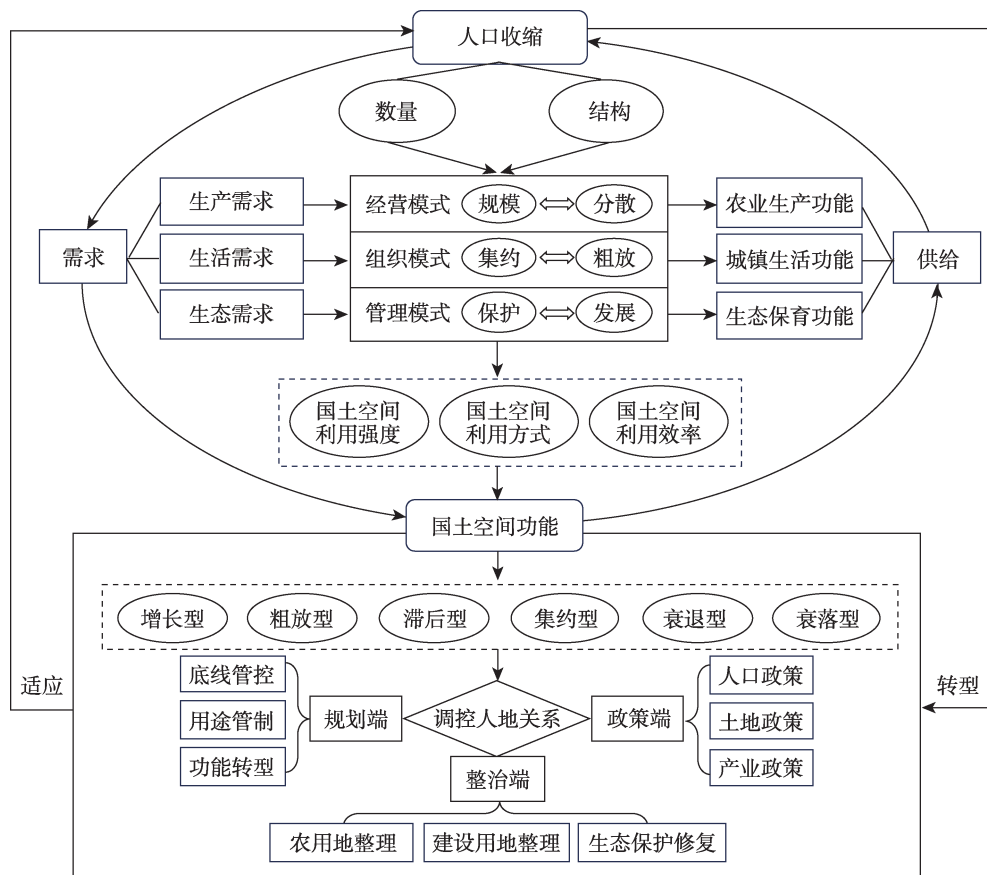 人口收缩
数量
结构
生产需求
经营模式 规模 分散
农业生产功能
需求
生活需求
组织模式 集约 粗放
城镇生活功能
供给
生态需求
管理模式 保护 发展
生态保育功能
国土空间
利用强度
国土空间
利用方式
国土空间
利用效率
国土空间功能
增长型
粗放型
滞后型
集约型
衰退型
衰落型
适应
底线管控
用途管制
功能转型
规划端
调控人地关系
政策端
人口政策
土地政策
产业政策
转型
整治端
农用地整理
建设用地整理
生态保护修复